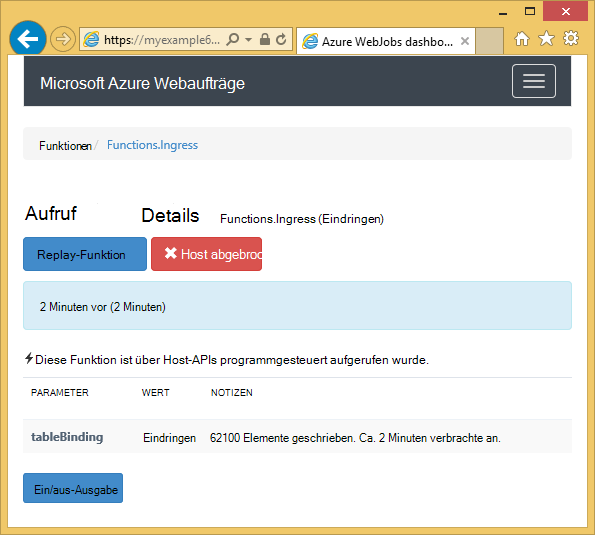 https://myexample6...
Azure WebJobs dashbo...
Microsoft Azure Webaufträge
Funktionen / Functions.Ingress
Aufruf Details Functions.Ingress (Eindringen)
Replay-Funktion Host abgebroc
2 Minuten vor (2 Minuten)
Diese Funktion ist über Host-APIs programmgesteuert aufgerufen wurde.
PARAMETER WERT NOTIZEN
tableBinding Eindringen 62100 Elemente geschrieben. Ca. 2 Minuten verbrachte an.
Ein/aus-Ausgabe